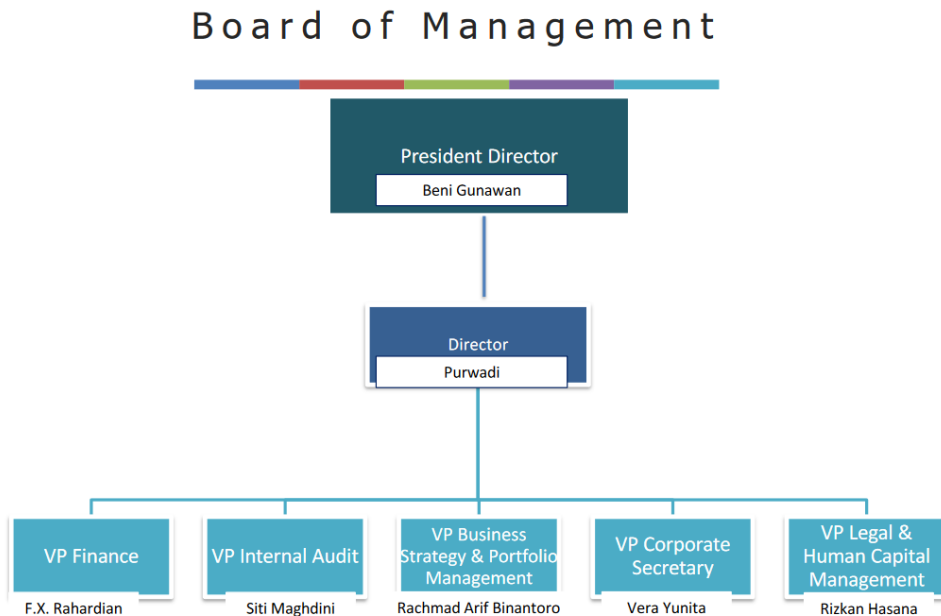 Board of Management
President Director
Beni Gunawan
Director
Purwadi
VP Finance
F.X. Rahardian
VP Internal Audit
Siti Maghdini
VP Business
Strategy & Portfolio
Management
Rachmad Arif Binantoro
VP Corporate
Secretary
Vera Yunita
VP Legal &
Human Capital
Management
Rizkan Hasana